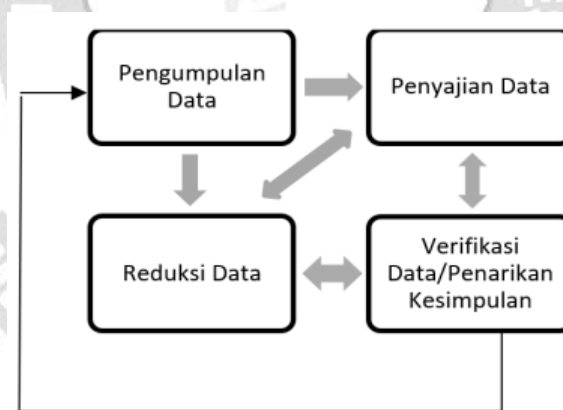 Pengumpulan
Data
Penyajian Data
Reduksi Data
Verifikasi
Data/Penarikan
Kesimpulan